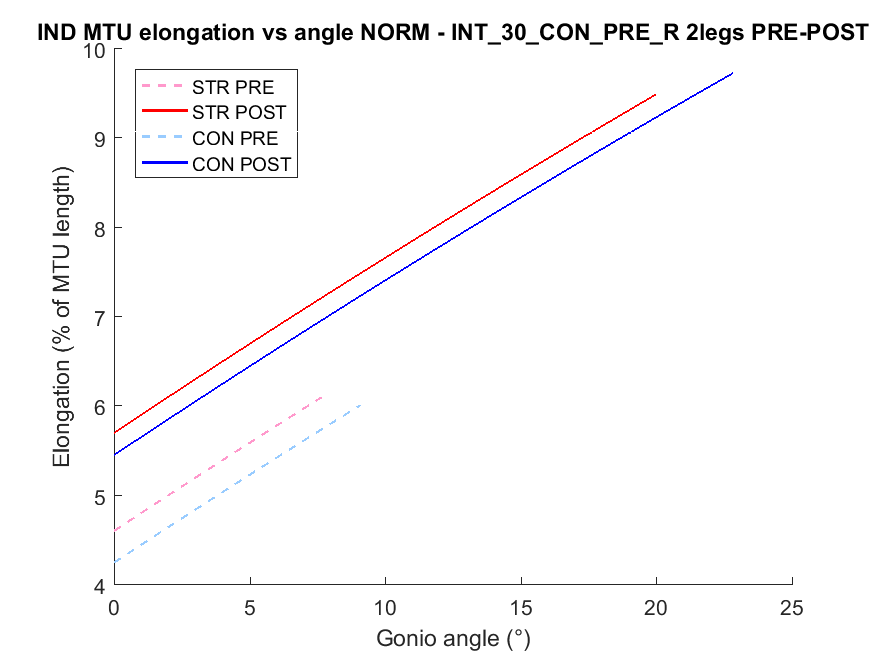 IND MTU elongation vs angle NORM - INT_30_CON_PRE_R 2legs PRE-POST
10
9
8
7
6
5
4
Elongation (% of MTU length)
STR PRE
STR POST
CON PRE
CON POST
0 5 10 15 20 25
Gonio angle (°)